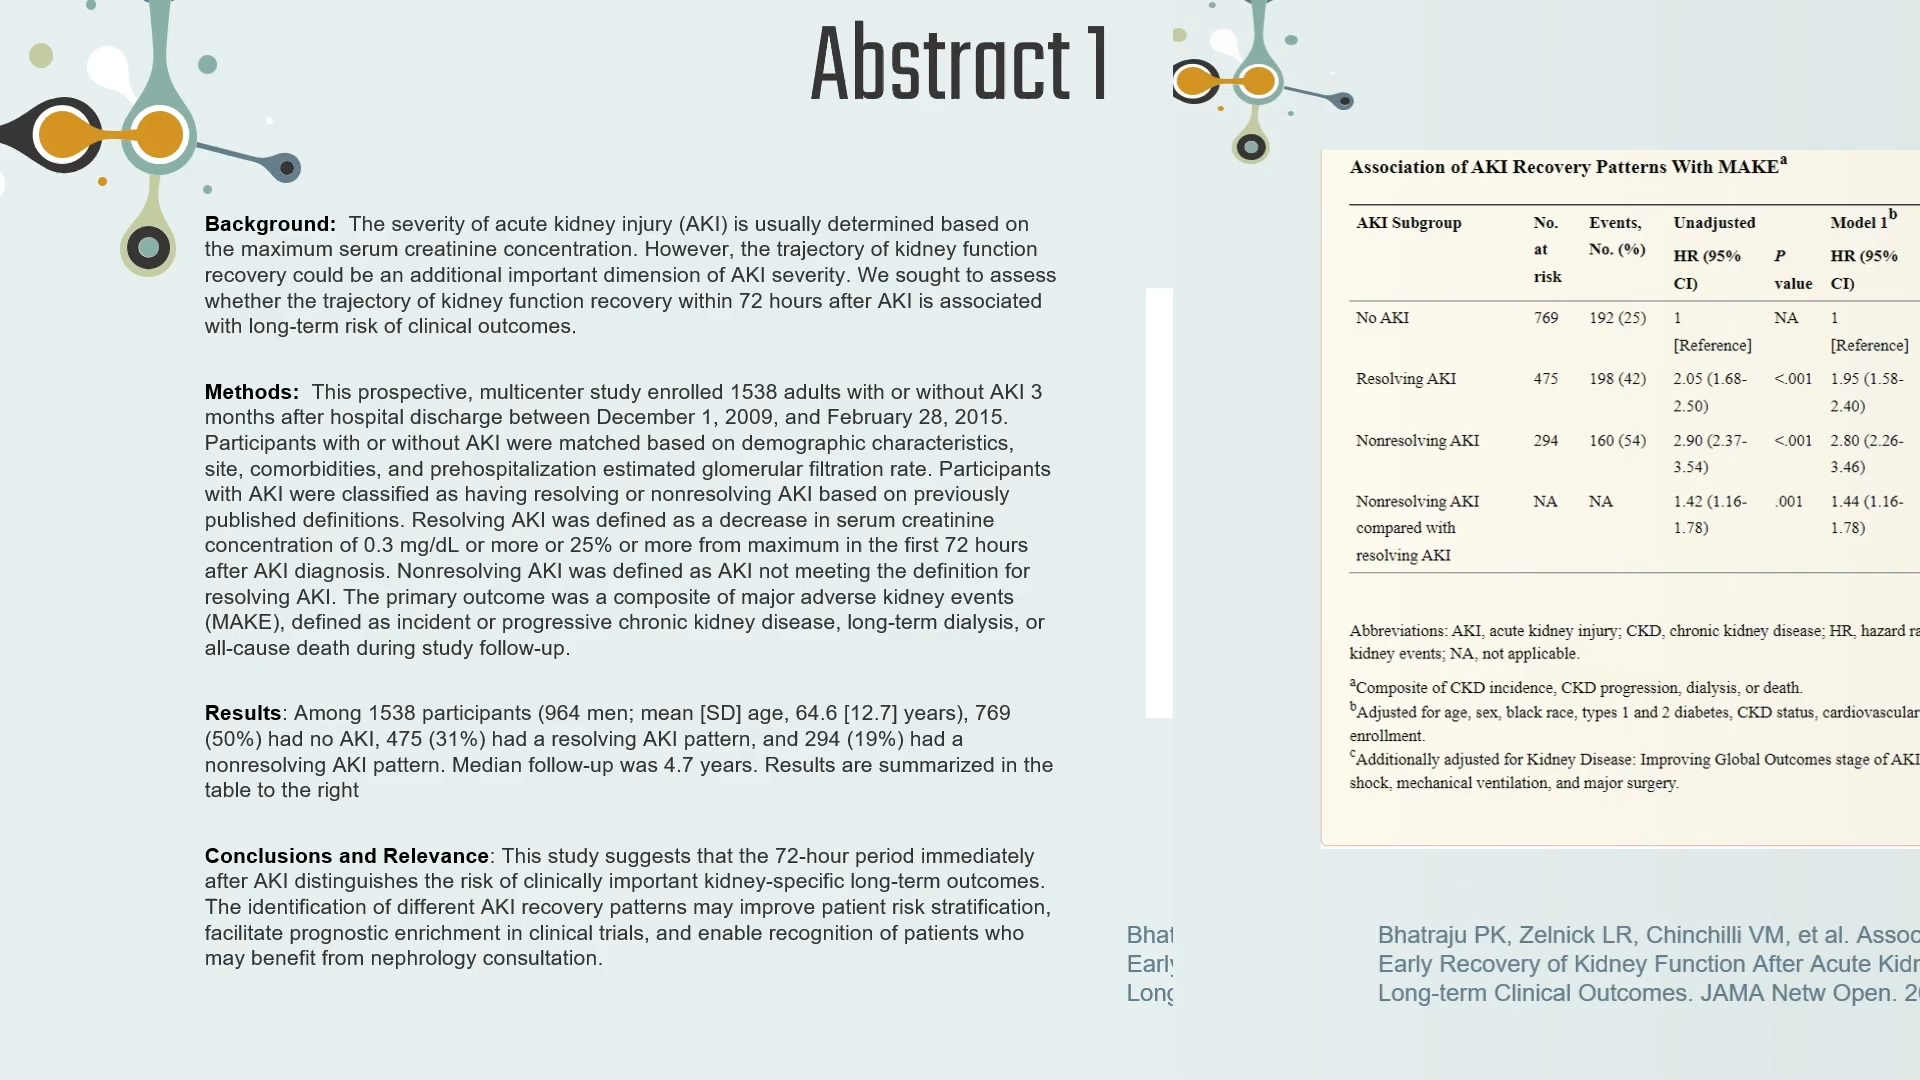 Abstract 1
Background: The severity of acute kidney injury (AKI) is usually determined based on
the maximum serum creatinine concentration. However, the trajectory of kidney function
recovery could be an additional important dimension of AKI severity. We sought to assess
whether the trajectory of kidney function recovery within 72 hours after AKI is associated
with long-term risk of clinical outcomes.
Methods: This prospective, multicenter study enrolled 1538 adults with or without AKI 3
months after hospital discharge between December 1, 2009, and February 28, 2015.
Participants with or without AKI were matched based on demographic characteristics,
site, comorbidities, and prehospitalization estimated glomerular filtration rate. Participants
with AKI were classified as having resolving or nonresolving AKI based on previously
published definitions. Resolving AKI was defined as a decrease in serum creatinine
concentration of 0.3 mg/dL or more or 25% or more from maximum in the first 72 hours
after AKI diagnosis. Nonresolving AKI was defined as AKI not meeting the definition for
resolving AKI. The primary outcome was a composite of major adverse kidney events
(MAKE), defined as incident or progressive chronic kidney disease, long-term dialysis, or
all-cause death during study follow-up.
Results: Among 1538 participants (964 men; mean [SD] age, 64.6 [12.7] years), 769
(50%) had no AKI, 475 (31%) had a resolving AKI pattern, and 294 (19%) had a
nonresolving AKI pattern. Median follow-up was 4.7 years. Results are summarized in the
table to the right
Conclusions and Relevance: This study suggests that the 72-hour period immediately
after AKI distinguishes the risk of clinically important kidney-specific long-term outcomes.
The identification of different AKI recovery patterns may improve patient risk stratification,
facilitate prognostic enrichment in clinical trials, and enable recognition of patients who
may benefit from nephrology consultation.
Bhat
Early
Long
Association of AKI Recovery Patterns With MAKEa
AKI Subgroup No. Events, Unadjusted Model 1b
at No. (%) HR (95% P HR (95%
risk CI) value CI)
No AKI 769 192 (25) 1 NA 1
[Reference] [Reference]
Resolving AKI 475 198 (42) 2.05 (1.68- <.001 1.95 (1.58-
2.50) 2.40)
Nonresolving AKI 294 160 (54) 2.90 (2.37- <.001 2.80 (2.26-
3.54) 3.46)
Nonresolving AKI NA NA 1.42 (1.16- .001 1.44 (1.16-
compared with 1.78) 1.78)
resolving AKI
Abbreviations: AKI, acute kidney injury; CKD, chronic kidney disease; HR, hazard ra
kidney events; NA, not applicable.
aComposite of CKD incidence, CKD progression, dialysis, or death.
bAdjusted for age, sex, black race, types 1 and 2 diabetes, CKD status, cardiovascular
enrollment.
cAdditionally adjusted for Kidney Disease: Improving Global Outcomes stage of AKI
shock, mechanical ventilation, and major surgery.
Bhatraju PK, Zelnick LR, Chinchilli VM, et al. Assoc
Early Recovery of Kidney Function After Acute Kidn
Long-term Clinical Outcomes. JAMA Netw Open. 2